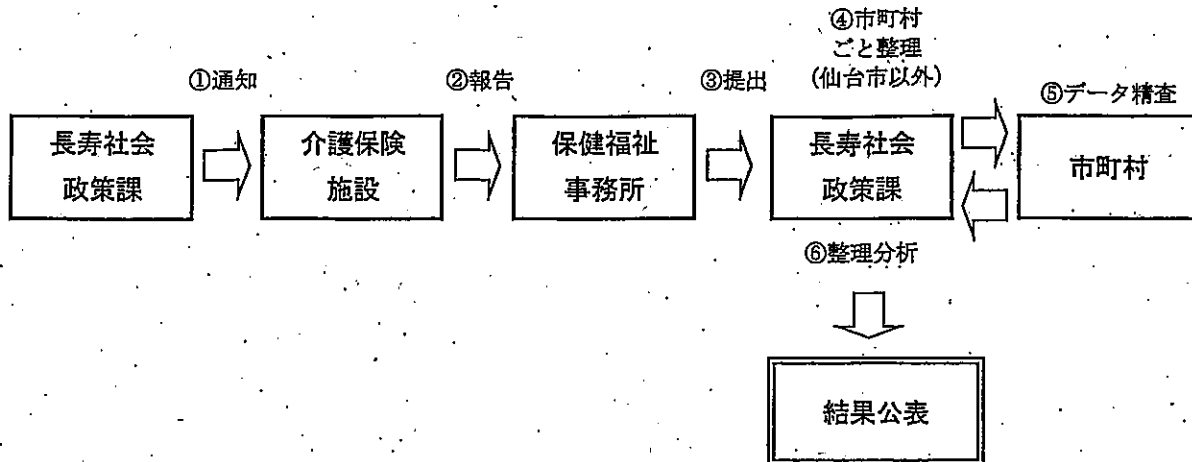 ①通知
②報告
③提出
④市町村
ごと整理
(仙台市以外)
⑤データ精査
長寿社会
政策課
介護保険
施設
保健福祉
事務所
長寿社会
政策課
市町村
⑥整理分析
結果公表